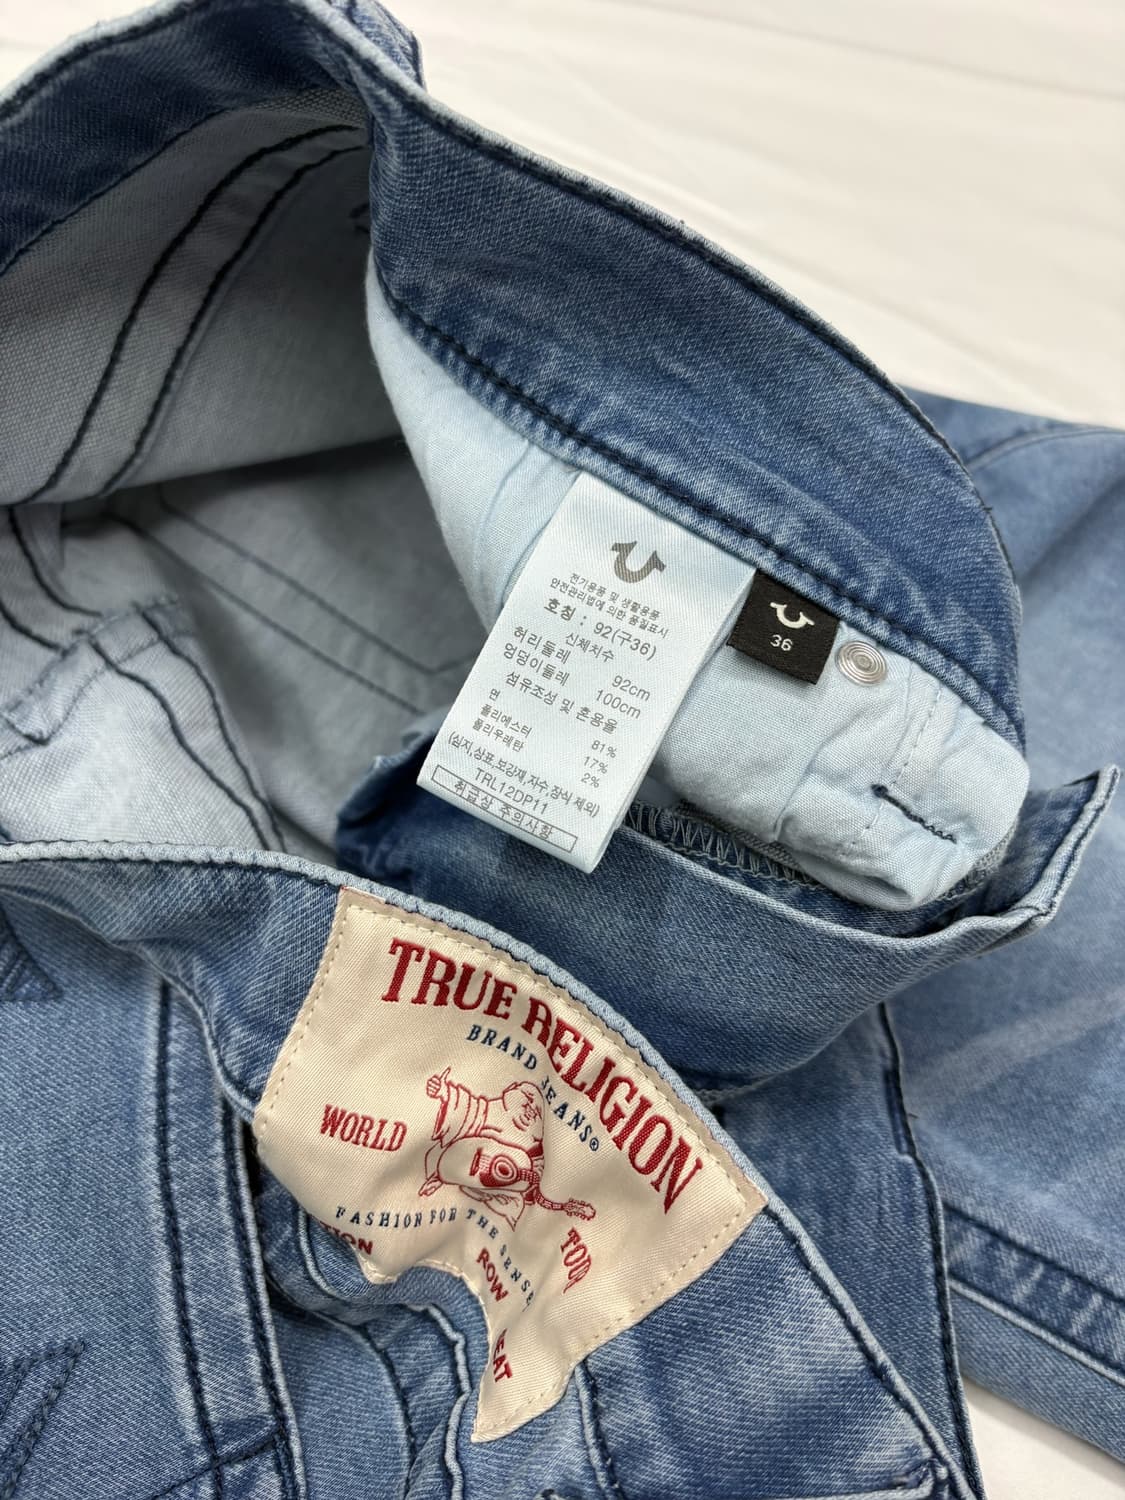 전기용품 및 생활용품
안전관리법에 의한 품질표시
호칭 : 92(구36)
신체치수
허리둘레 92cm
엉덩이둘레 100cm
섬유조성 및 혼용율
면 81%
폴리에스터 17%
폴리우레탄 2%
(심지,상표,보강재,자수,장식 제외)
TRL12DP11
취급상 주의사항
36
TRUE RELIGION
BRAND JEANS®
WORLD TOU
FASHION FOR THE SENSE
ROW
EAT